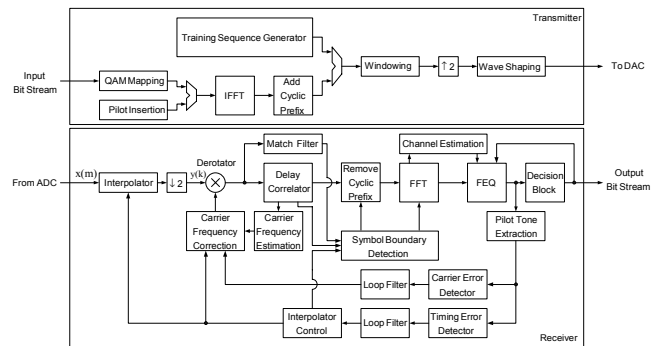 Transmitter
Training Sequence Generator
Input
Bit Stream
QAM Mapping
Pilot Insertion
IFFT
Add
Cyclic
Prefix
Windowing
↑2
Wave Shaping
To DAC
From ADC
x(m)
Interpolator
↓2
y(k)
Derotator
Match Filter
Delay
Correlator
Remove
Cyclic
Prefix
Channel Estimation
FFT
FEQ
Decision
Block
Output
Bit Stream
Carrier
Frequency
Correction
Carrier
Frequency
Estimation
Symbol Boundary
Detection
Pilot Tone
Extraction
Loop Filter
Carrier Error
Detector
Interpolator
Control
Loop Filter
Timing Error
Detector
Receiver